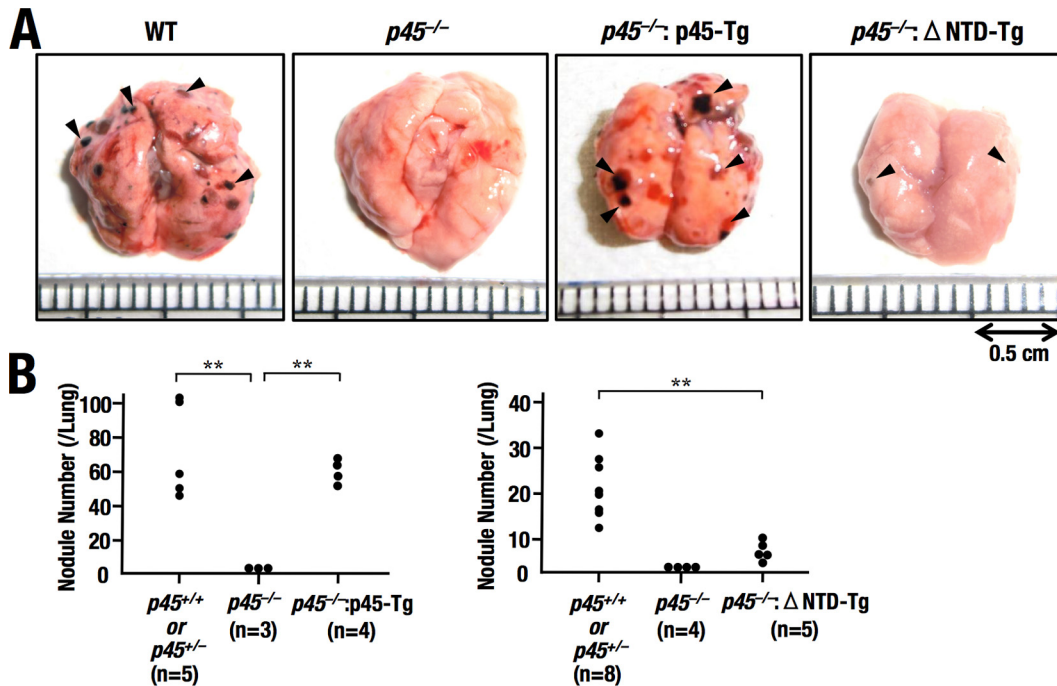 A
WT
p45−/−
p45−/−: p45-Tg
p45−/−: Δ NTD-Tg
0.5 cm
B
**
**
Nodule Number (/Lung)
100
80
60
40
20
0
p45+/+
or
p45+/−
(n=5)
p45−/−
(n=3)
p45−/−:p45-Tg
(n=4)
**
Nodule Number (/Lung)
40
30
20
10
0
p45+/+
or
p45+/−
(n=8)
p45−/−
(n=4)
p45−/−: Δ NTD-Tg
(n=5)